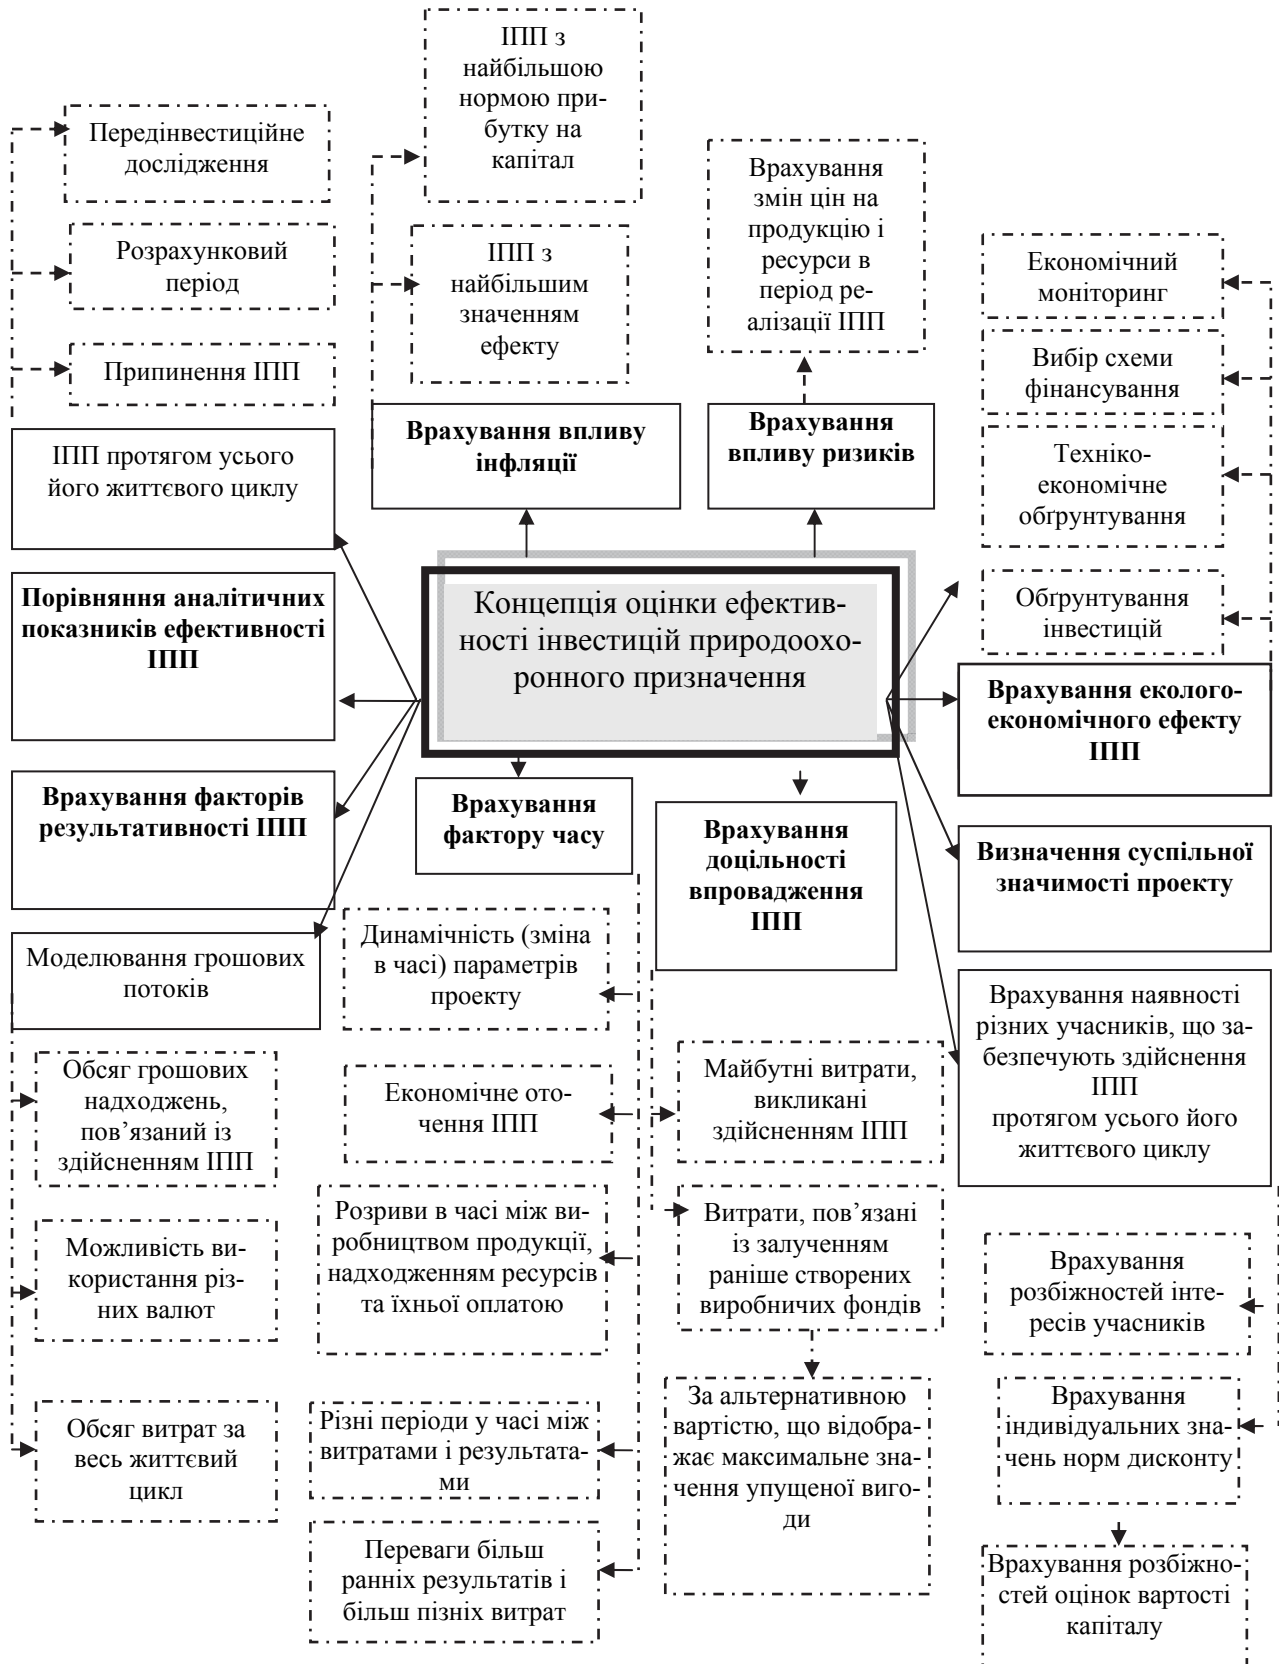 ІПП з
найбільшою
нормою при-
бутку на
капітал
Передінвестиційне
дослідження
Врахування
змін цін на
продукцію і
ресурси в
період ре-
алізації ІПП
Розрахунковий
період
ІПП з
найбільшим
значенням
ефекту
Економічний
моніторинг
Припинення ІПП
Вибір схеми
фінансування
ІПП протягом усього
його життєвого циклу
Врахування впливу
інфляції
Врахування
впливу ризиків
Техніко-
економічне
обґрунтування
Порівняння аналітичних
показників ефективності
ІПП
Концепція оцінки ефектив-
ності інвестицій природоохо-
ронного призначення
Обґрунтування
інвестицій
Врахування еколого-
економічного ефекту
ІПП
Врахування факторів
результативності ІПП
Врахування
фактору часу
Врахування
доцільності
впровадження
ІПП
Визначення суспільної
значимості проекту
Моделювання грошових
потоків
Динамічність (зміна
в часі) параметрів
проекту
Врахування наявності
різних учасників, що за-
безпечують здійснення
ІПП
протягом усього його
життєвого циклу
Обсяг грошових
надходжень,
пов’язаний із
здійсненням ІПП
Економічне ото-
чення ІПП
Майбутні витрати,
викликані
здійсненням ІПП
Можливість ви-
користання різ-
них валют
Розриви в часі між ви-
робництвом продукції,
надходженням ресурсів
та їхньої оплатою
Витрати, пов’язані
із залученням
раніше створених
виробничих фондів
Врахування
розбіжностей інте-
ресів учасників
Обсяг витрат за
весь життєвий
цикл
Різні періоди у часі між
витратами і результата-
ми
За альтернативною
вартістю, що відобра-
жає максимальне зна-
чення упущеної виго-
ди
Врахування
індивідуальних зна-
чень норм дисконту
Переваги більш
ранніх результатів і
більш пізніх витрат
Врахування розбіжно-
стей оцінок вартості
капіталу